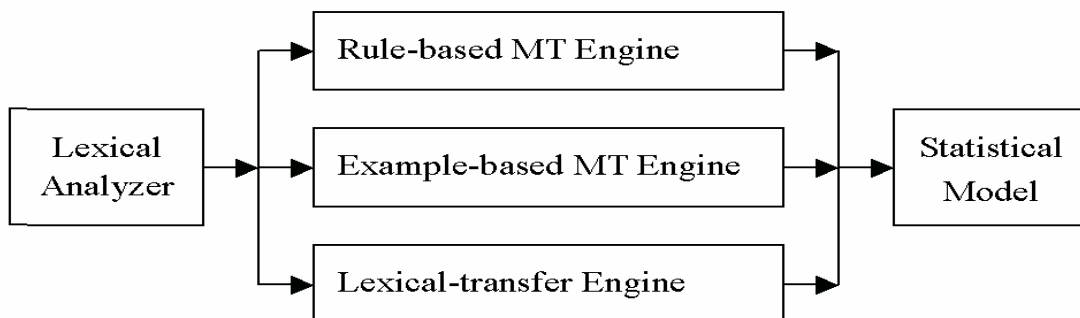 Lexical
Analyzer
Rule-based MT Engine
Example-based MT Engine
Lexical-transfer Engine
Statistical
Model